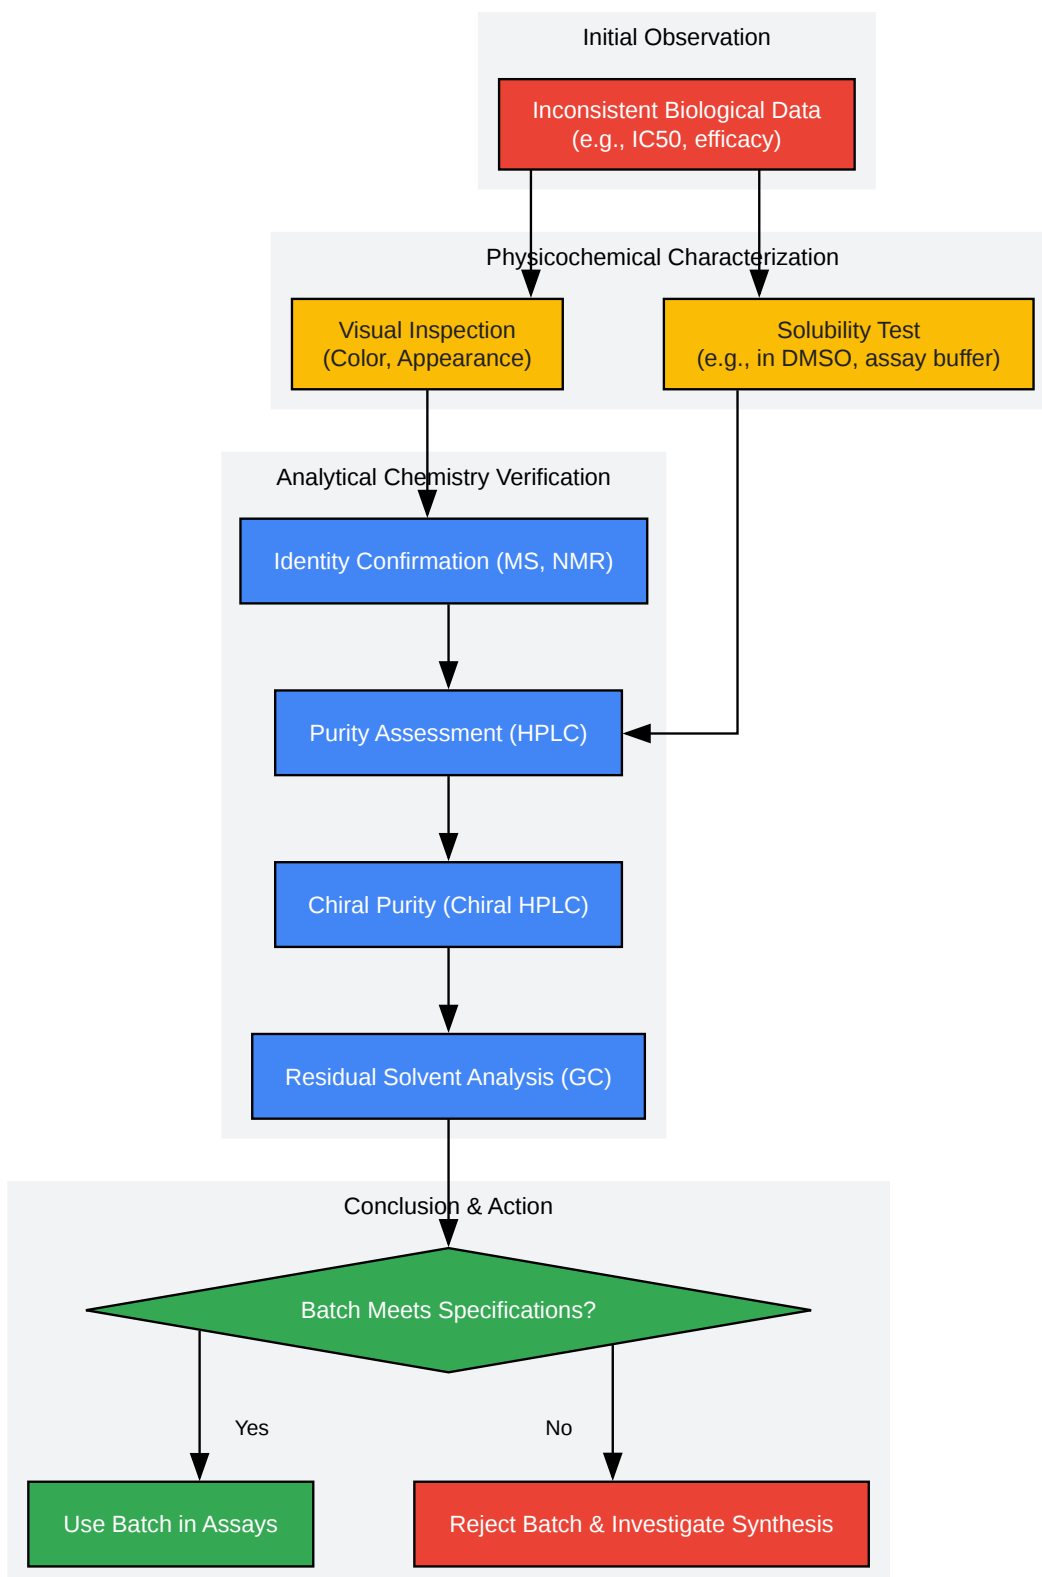 Initial Observation
Inconsistent Biological Data
(e.g., IC50, efficacy)
Physicochemical Characterization
Visual Inspection
(Color, Appearance)
Solubility Test
(e.g., in DMSO, assay buffer)
Analytical Chemistry Verification
Identity Confirmation (MS, NMR)
Purity Assessment (HPLC)
Chiral Purity (Chiral HPLC)
Residual Solvent Analysis (GC)
Conclusion & Action
Batch Meets Specifications?
Yes
No
Use Batch in Assays
Reject Batch & Investigate Synthesis